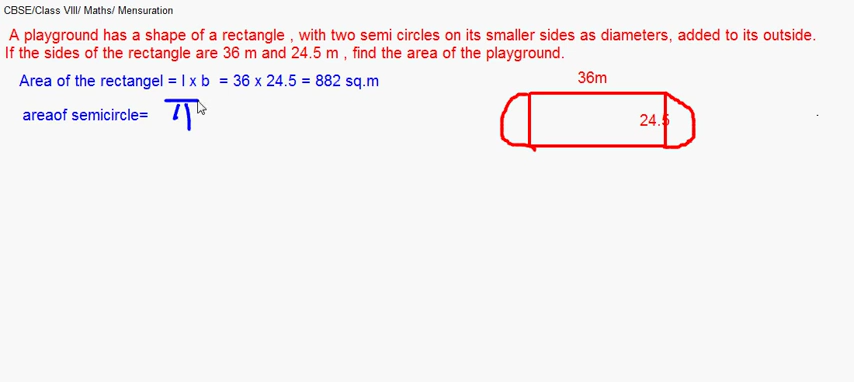 CBSE/Class VIII/ Maths/ Mensuration
A playground has a shape of a rectangle , with two semi circles on its smaller sides as diameters, added to its outside.
If the sides of the rectangle are 36 m and 24.5 m , find the area of the playground.
Area of the rectangel = l x b = 36 x 24.5 = 882 sq.m
36m
areaof semicircle= π
24.5